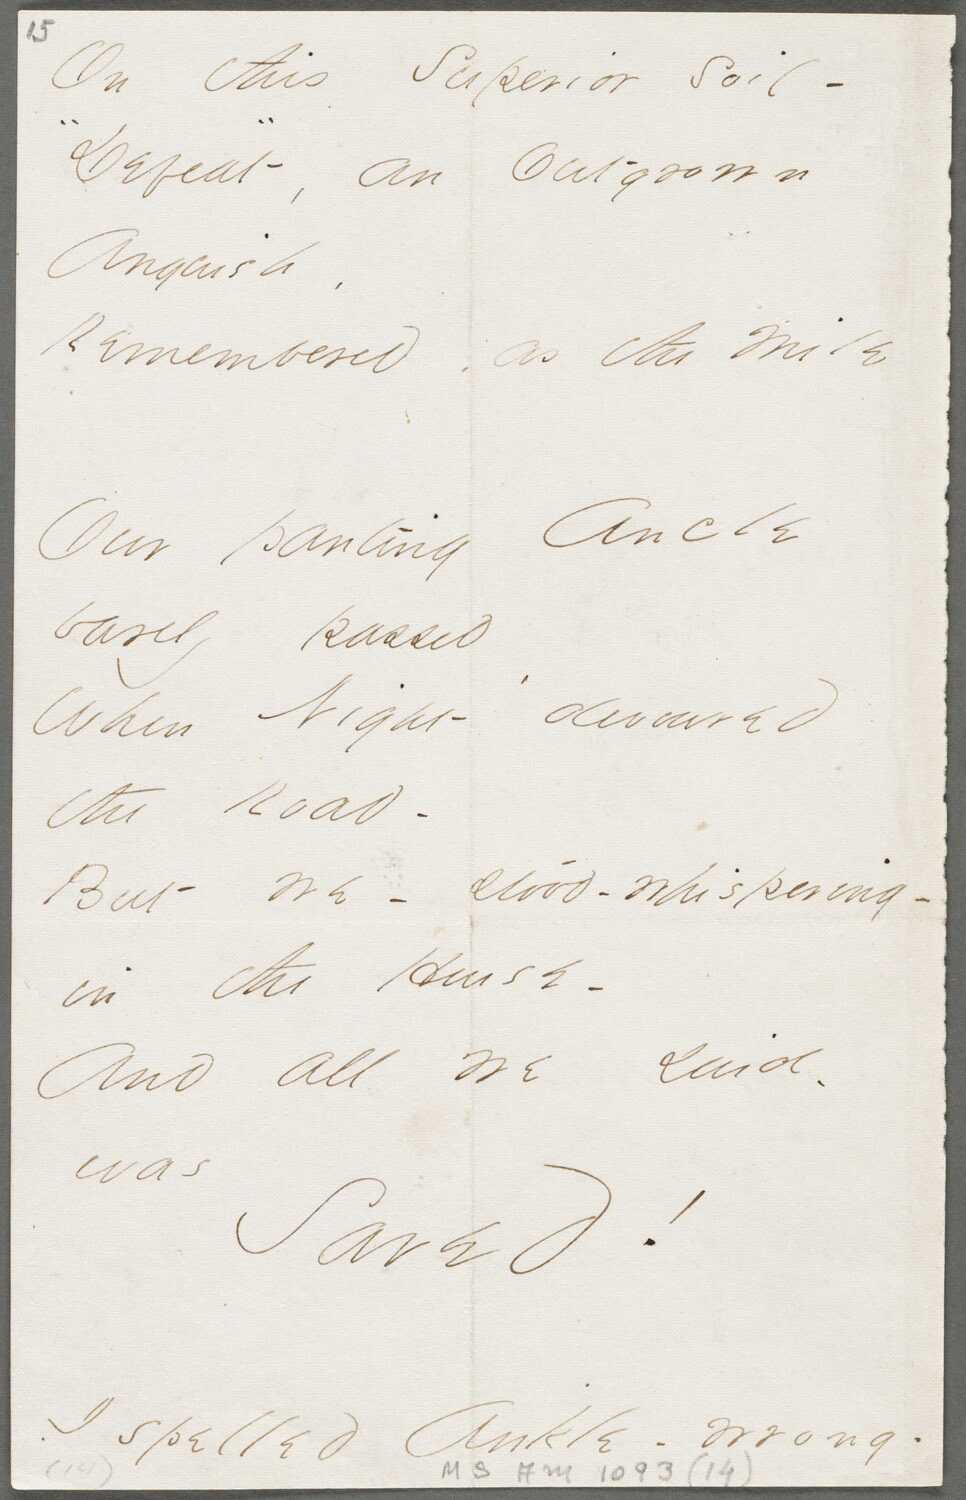 15
On this Superior Soil -
"Defeat", an Outgrown
Anguish,
Remembered, as the Mile
Our panting Ancle
barely passed,
When Night devoured
the Road -
But we - stood - whispering -
in the House -
And all we said,
was
Saved!
I spelled Ankle - wrong.
(14)
MS Am 1093 (14)